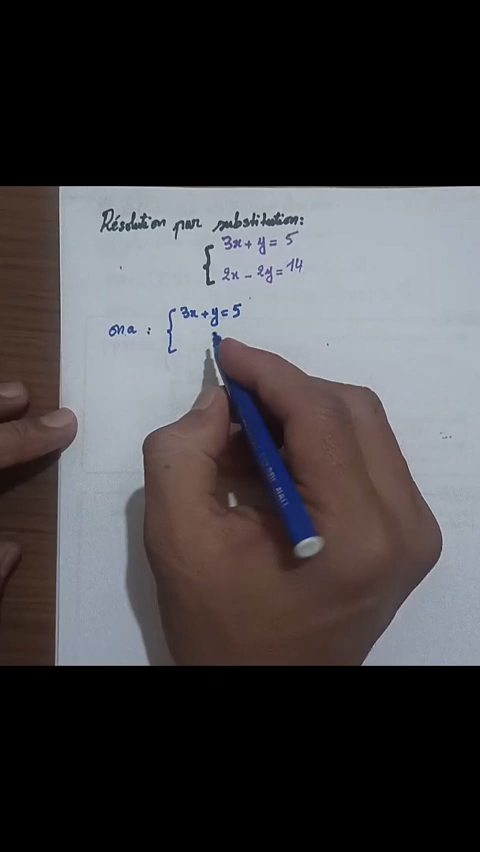 Résolution par substitution:
3x + y = 5
2x - 2y = 14
on a : 3x + y = 5